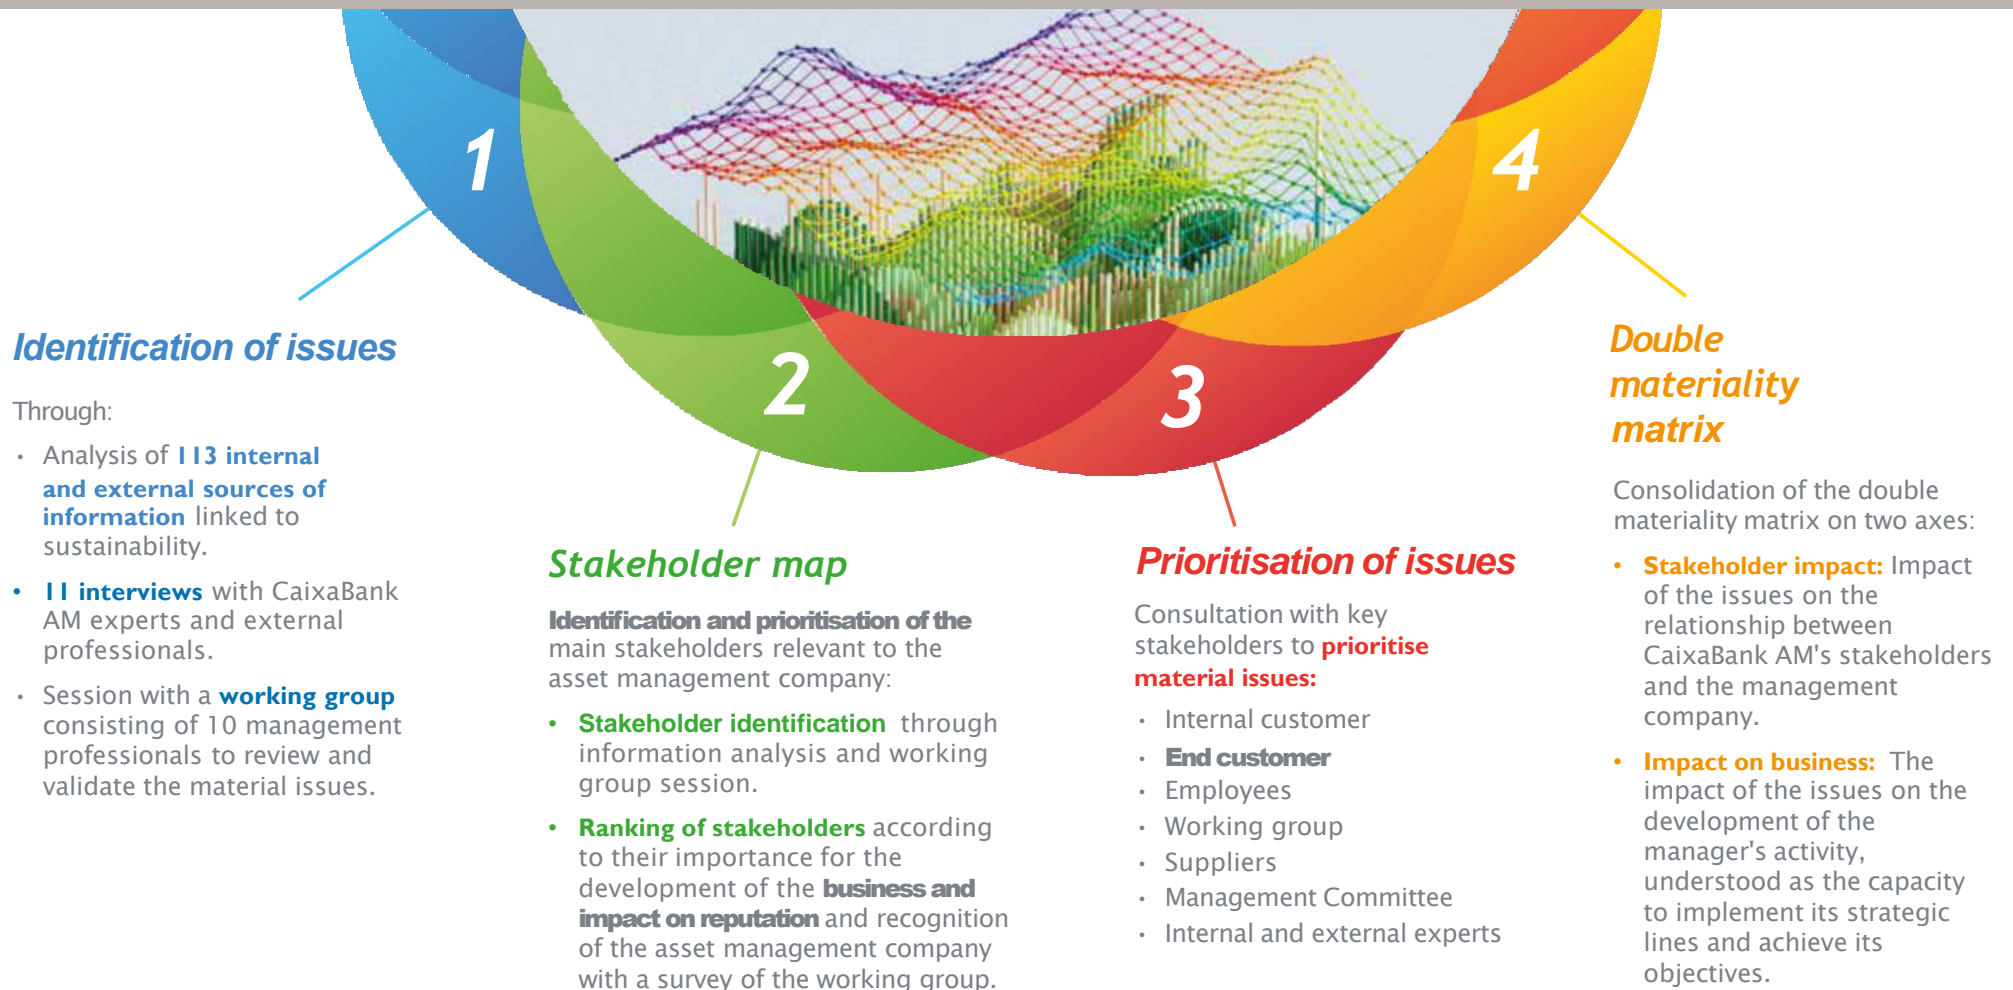 1
Identification of issues
Through:
• Analysis of 113 internal
and external sources of
information linked to
sustainability.
• 11 interviews with CaixaBank
AM experts and external
professionals.
• Session with a working group
consisting of 10 management
professionals to review and
validate the material issues.
2
Stakeholder map
Identification and prioritisation of the
main stakeholders relevant to the
asset management company:
• Stakeholder identification through
information analysis and working
group session.
• Ranking of stakeholders according
to their importance for the
development of the business and
impact on reputation and recognition
of the asset management company
with a survey of the working group.
3
Prioritisation of issues
Consultation with key
stakeholders to prioritise
material issues:
• Internal customer
• End customer
• Employees
• Working group
• Suppliers
• Management Committee
• Internal and external experts
4
Double
materiality
matrix
Consolidation of the double
materiality matrix on two axes:
• Stakeholder impact: Impact
of the issues on the
relationship between
CaixaBank AM's stakeholders
and the management
company.
• Impact on business: The
impact of the issues on the
development of the
manager's activity,
understood as the capacity
to implement its strategic
lines and achieve its
objectives.